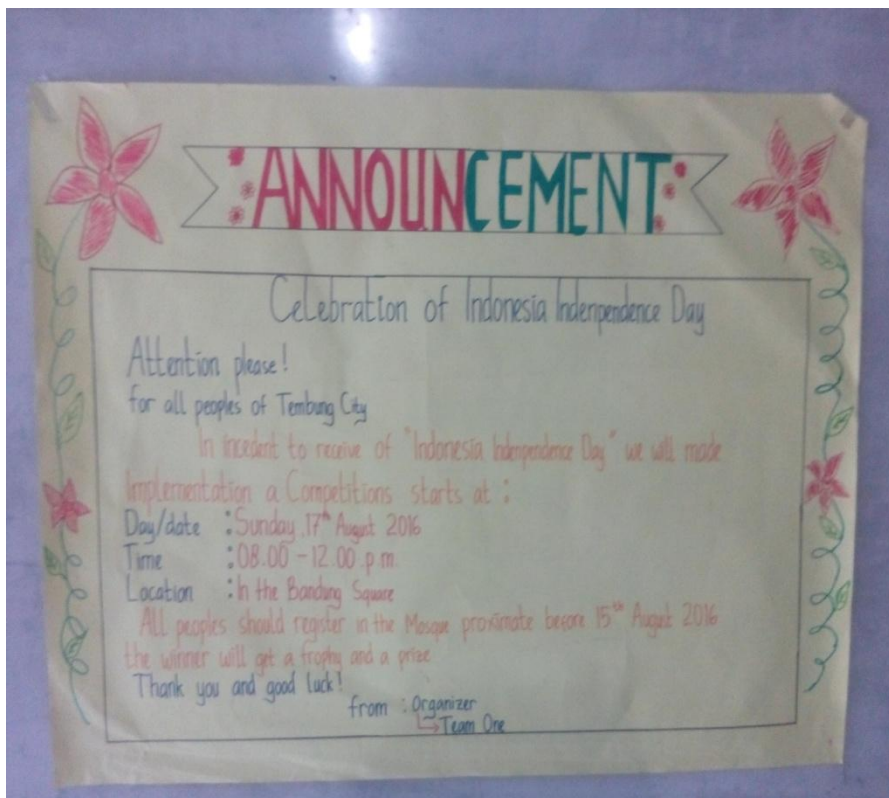 ANNOUNCEMENT
Celebration of Indonesia Indenpendence Day
Attention please!
for all peoples of Tembung City
In incedent to receive of "Indonesia Indenpendence Day" we will made
Implementation a Competitions starts at :
Day/date : Sunday, 17th August 2016
Time : 08.00 - 12.00 p.m.
Location : In the Bandung Square
All peoples should register in the Mosque proximate before 15th August 2016
the winner will get a trophy and a prize
Thank you and good luck!
from : Organizer
Team One